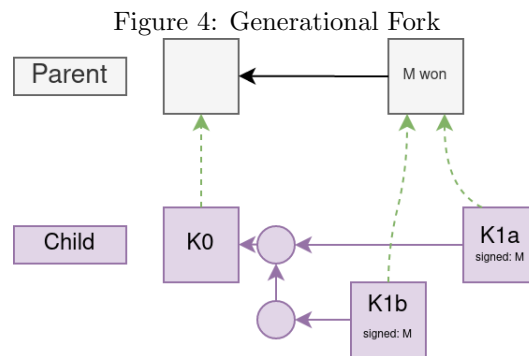 Figure 4: Generational Fork
Parent
M won
Child
K0
K1a
signed: M
K1b
signed: M